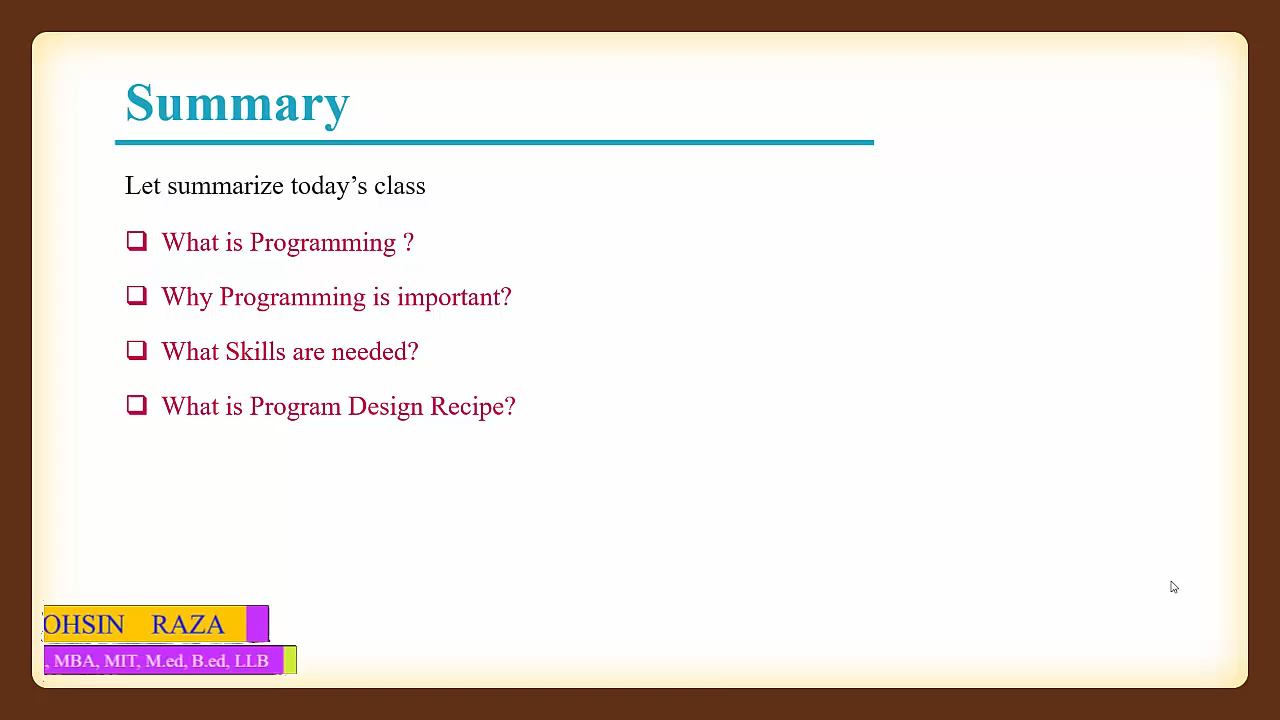 Summary
Let summarize today’s class
What is Programming ?
Why Programming is important?
What Skills are needed?
What is Program Design Recipe?
OHSIN RAZA
, MBA, MIT, M.ed, B.ed, LLB